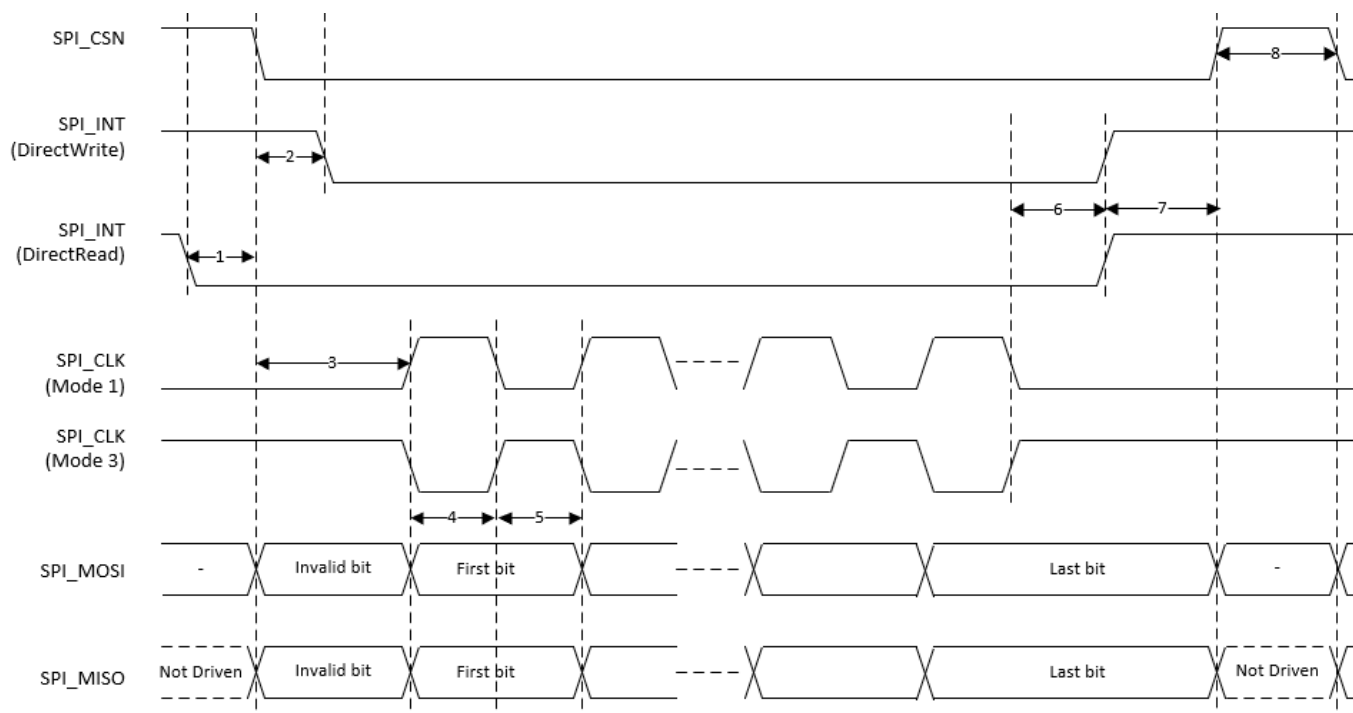 SPI_CSN
8
SPI_INT
(DirectWrite)
2
6
7
SPI_INT
(DirectRead)
1
SPI_CLK
(Mode 1)
3
SPI_CLK
(Mode 3)
4
5
SPI_MOSI
-
Invalid bit
First bit
Last bit
-
SPI_MISO
Not Driven
Invalid bit
First bit
Last bit
Not Driven